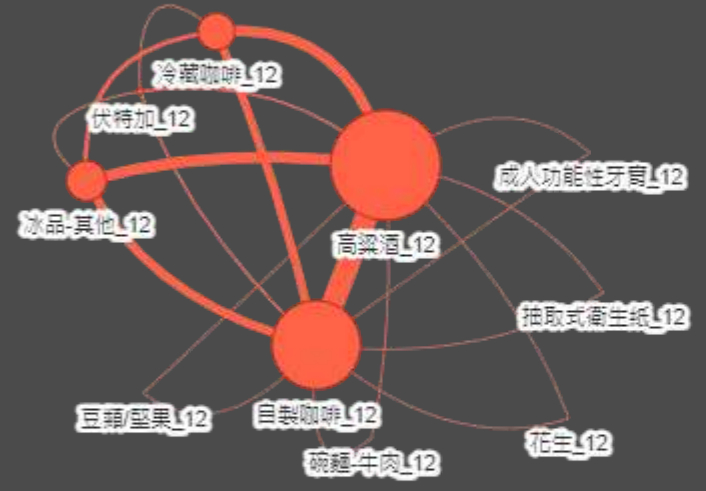 冷藏咖啡_12
伏特加_12
成人功能性牙膏_12
冰品-其他_12
高粱酒_12
抽取式衛生紙_12
豆類/堅果_12
自製咖啡_12
花生_12
碗麵-牛肉_12